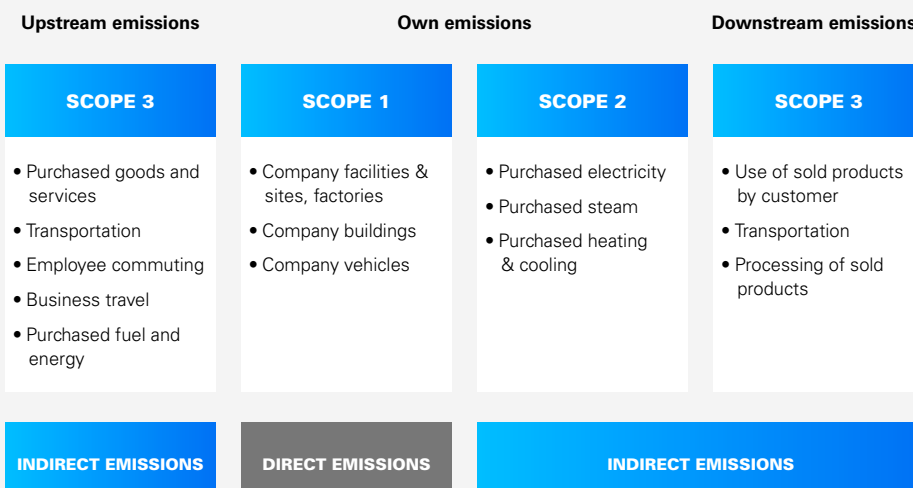 Upstream emissions
Own emissions
Downstream emissions
SCOPE 3
SCOPE 1
SCOPE 2
SCOPE 3
• Purchased goods and
services
• Transportation
• Employee commuting
• Business travel
• Purchased fuel and
energy
• Company facilities &
sites, factories
• Company buildings
• Company vehicles
• Purchased electricity
• Purchased steam
• Purchased heating
& cooling
• Use of sold products
by customer
• Transportation
• Processing of sold
products
INDIRECT EMISSIONS
DIRECT EMISSIONS
INDIRECT EMISSIONS